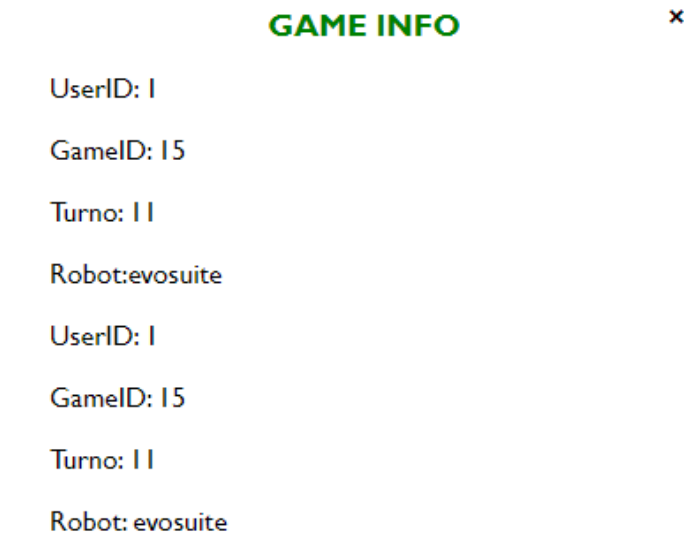 GAME INFO
×
UserID: 1
GameID: 15
Turno: 11
Robot:evosuite
UserID: 1
GameID: 15
Turno: 11
Robot: evosuite